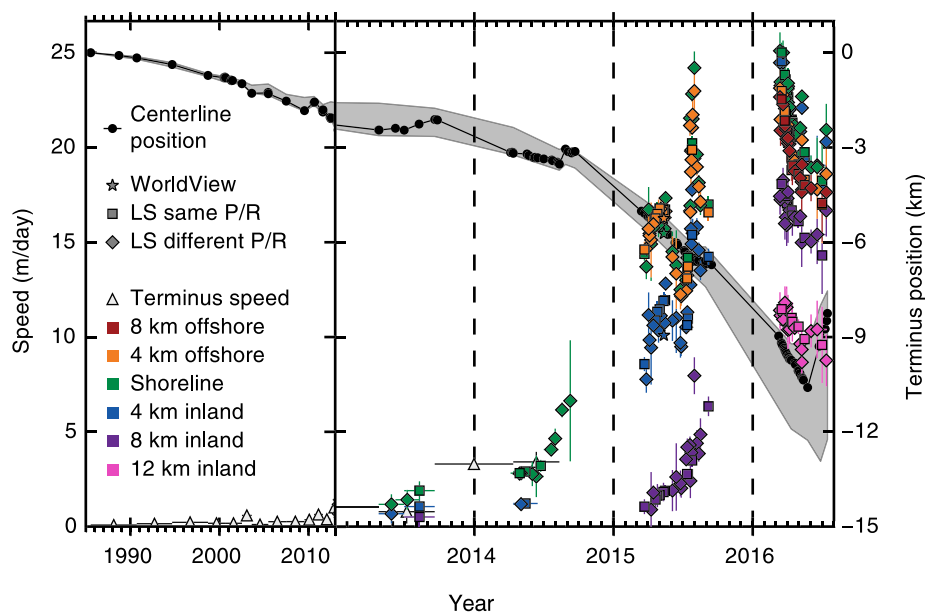 25
20
15
10
5
0
Speed (m/day)
Centerline
position
WorldView
LS same P/R
LS different P/R
Terminus speed
8 km offshore
4 km offshore
Shoreline
4 km inland
8 km inland
12 km inland
0
−3
−6
−9
−12
−15
Terminus position (km)
1990
2000
2010
2014
2015
2016
Year